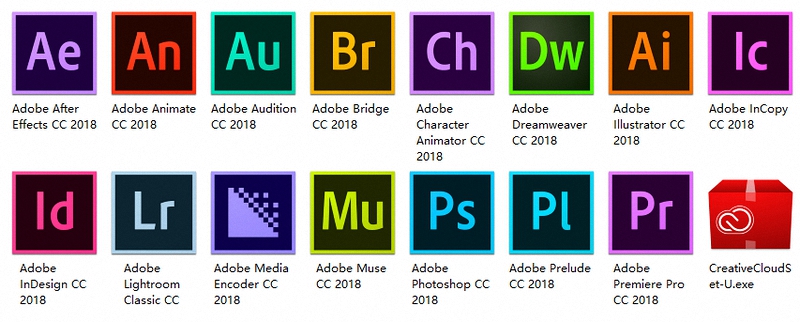 Ae An Au Br Ch Dw Ai Ic
Adobe After
Effects CC 2018
Adobe Animate
CC 2018
Adobe Audition
CC 2018
Adobe Bridge
CC 2018
Adobe
Character
Animator CC
2018
Adobe
Dreamweaver
CC 2018
Adobe
Illustrator CC
2018
Adobe InCopy
CC 2018
Id Lr Mu Ps Pl Pr
Adobe
InDesign CC
2018
Adobe
Lightroom
Classic CC
Adobe Media
Encoder CC
2018
Adobe Muse
CC 2018
Adobe
Photoshop CC
2018
Adobe Prelude
CC 2018
Adobe
Premiere Pro
CC 2018
CreativeCloudS
et-U.exe